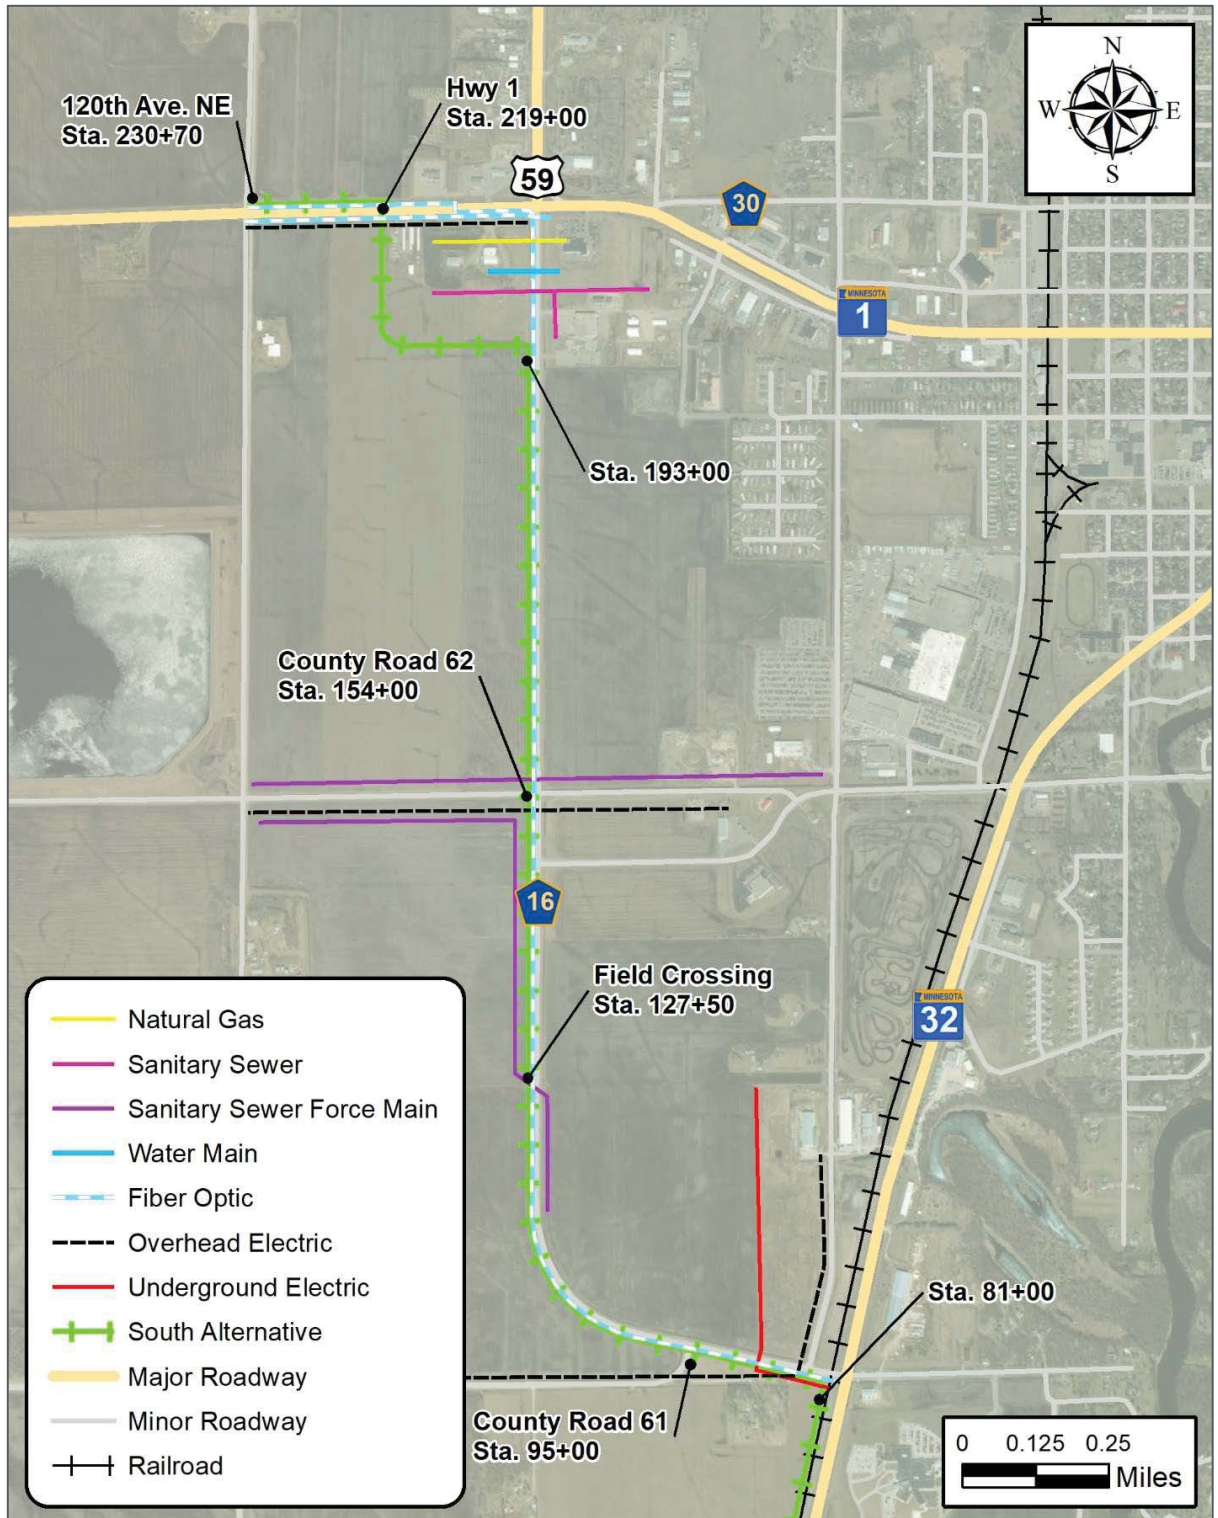 N
W
E
S
120th Ave. NE
Sta. 230+70
Hwy 1
Sta. 219+00
59
30
MINNESOTA
1
Sta. 193+00
County Road 62
Sta. 154+00
16
Field Crossing
Sta. 127+50
MINNESOTA
32
Sta. 81+00
County Road 61
Sta. 95+00
Natural Gas
Sanitary Sewer
Sanitary Sewer Force Main
Water Main
Fiber Optic
Overhead Electric
Underground Electric
South Alternative
Major Roadway
Minor Roadway
Railroad
0 0.125 0.25
Miles